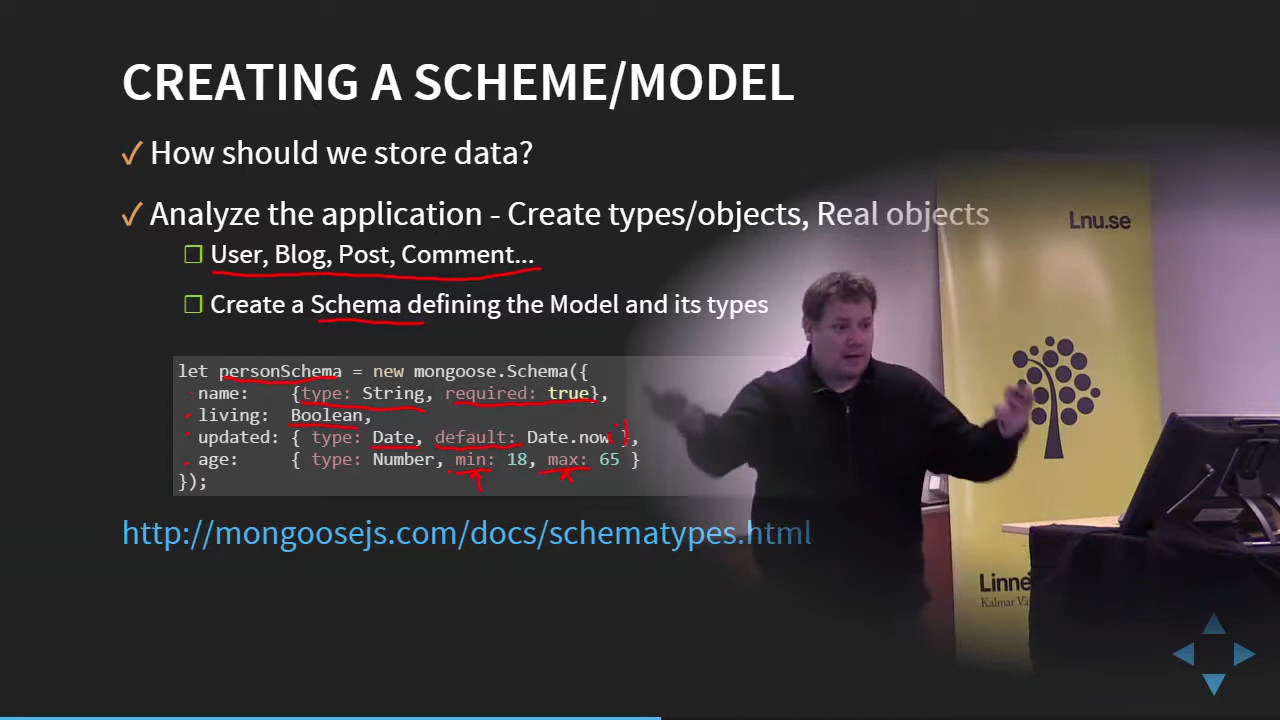 CREATING A SCHEME/MODEL
✓ How should we store data?
✓ Analyze the application - Create types/objects, Real objects
❒ User, Blog, Post, Comment...
❒ Create a Schema defining the Model and its types
let personSchema = new mongoose.Schema({
name: {type: String, required: true},
living: Boolean,
updated: { type: Date, default: Date.now },
age: { type: Number, min: 18, max: 65 }
});
http://mongoosejs.com/docs/schematypes.html
Lnu.se
Linne
Kalmar Vä